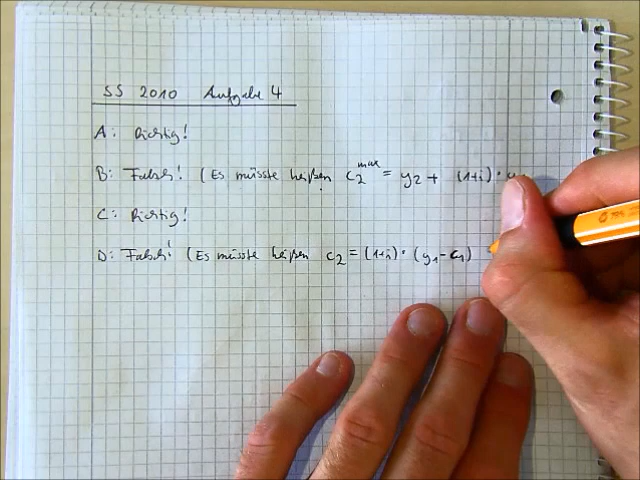 SS 2010 Aufgabe 4
A: Richtig!
B: Falsch! (Es müsste heißen c₂ᵐᵃˣ = y₂ + (1+i) ·
C: Richtig!
D: Falsch! (Es müsste heißen c₂ = (1+i) · (y₁ - c₁)